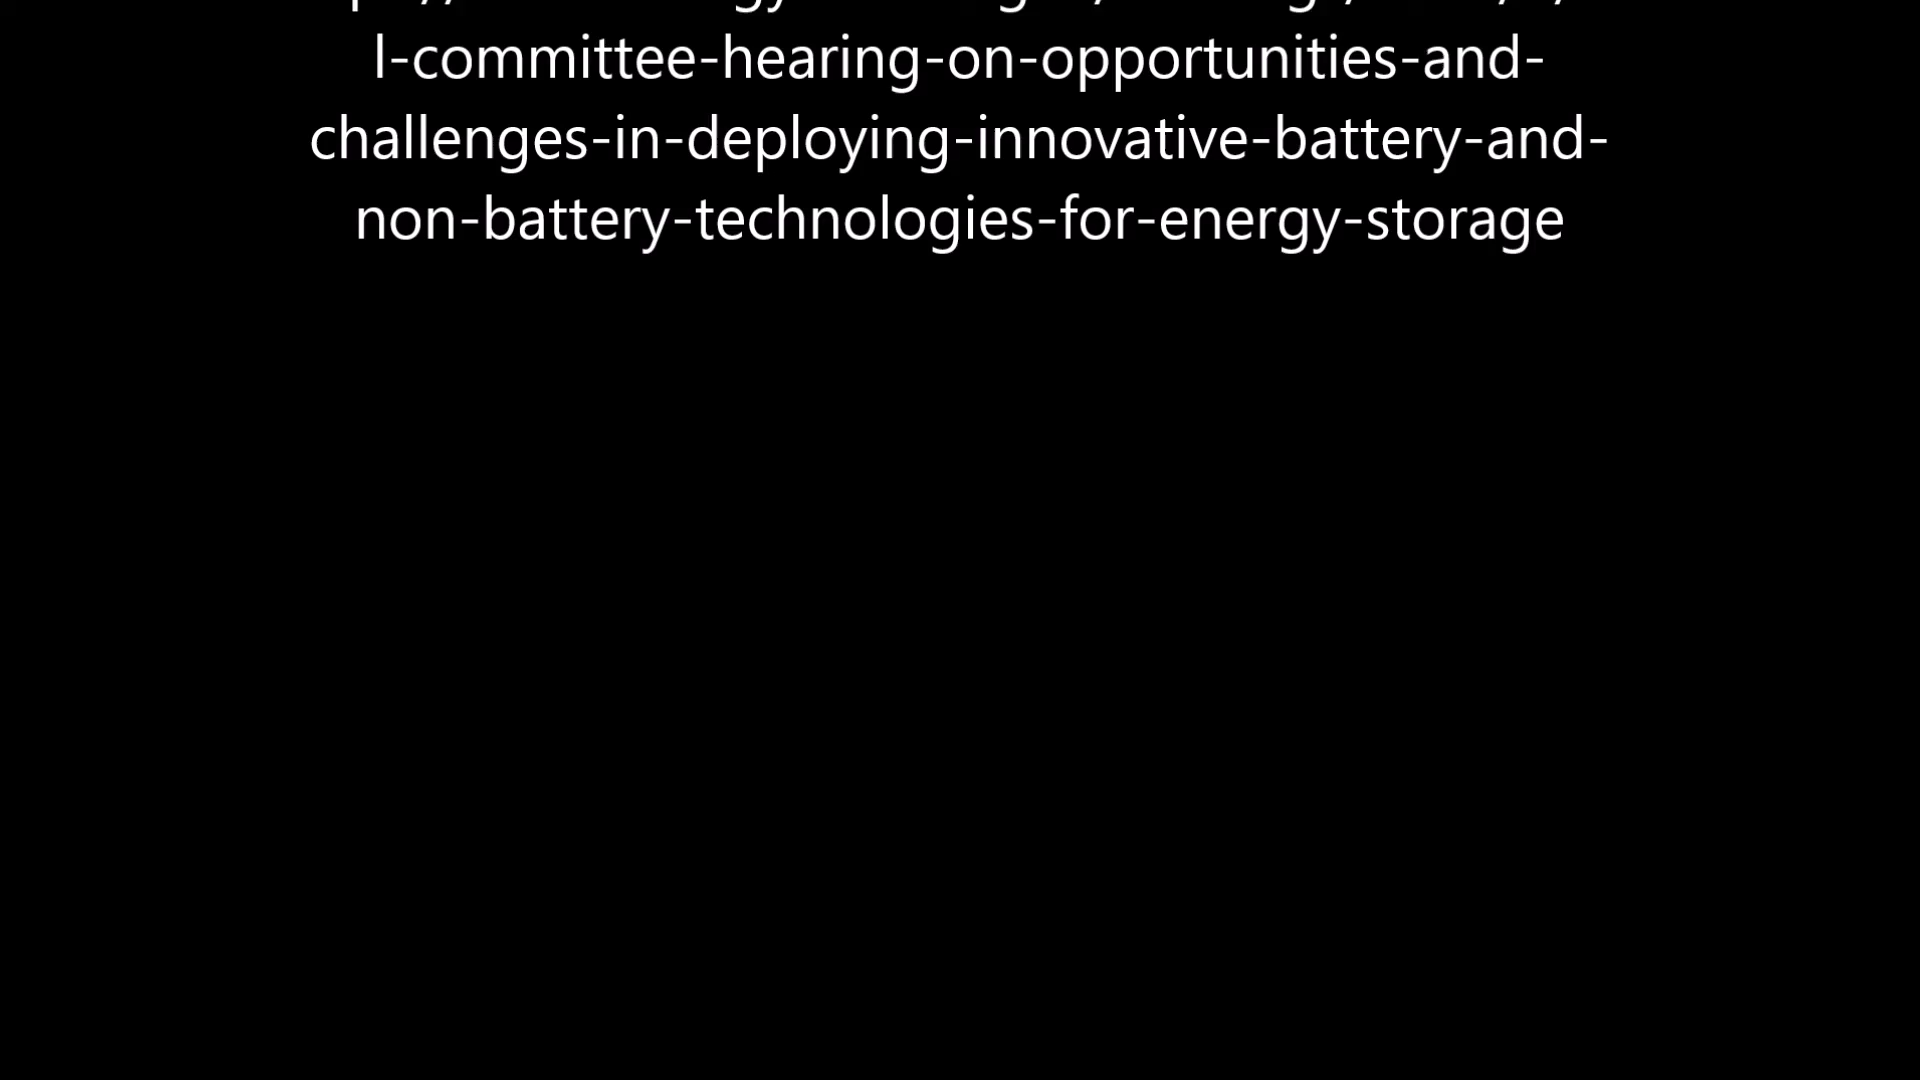 l-committee-hearing-on-opportunities-and-
challenges-in-deploying-innovative-battery-and-
non-battery-technologies-for-energy-storage